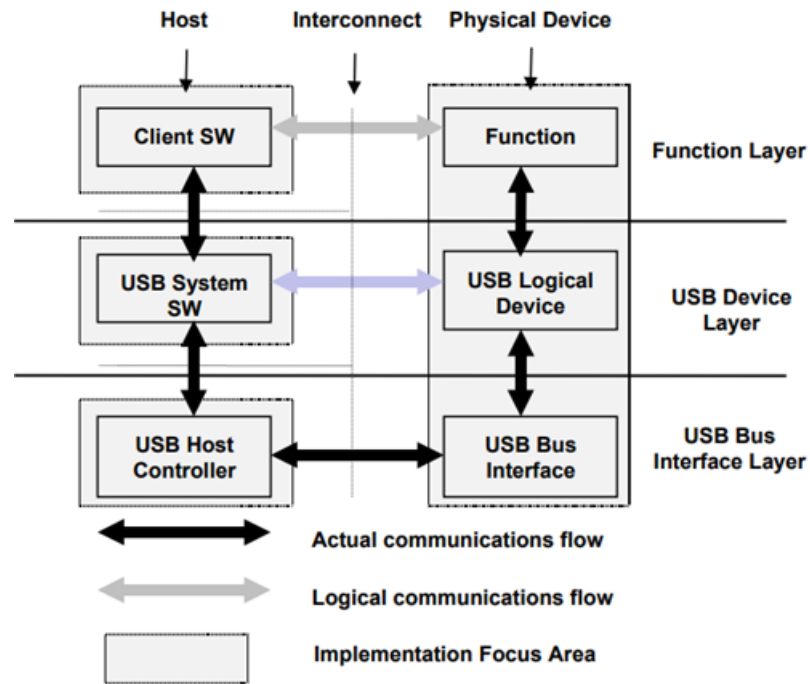 Host
Interconnect
Physical Device
Client SW
Function
Function Layer
USB System
SW
USB Logical
Device
USB Device
Layer
USB Host
Controller
USB Bus
Interface
USB Bus
Interface Layer
Actual communications flow
Logical communications flow
Implementation Focus Area